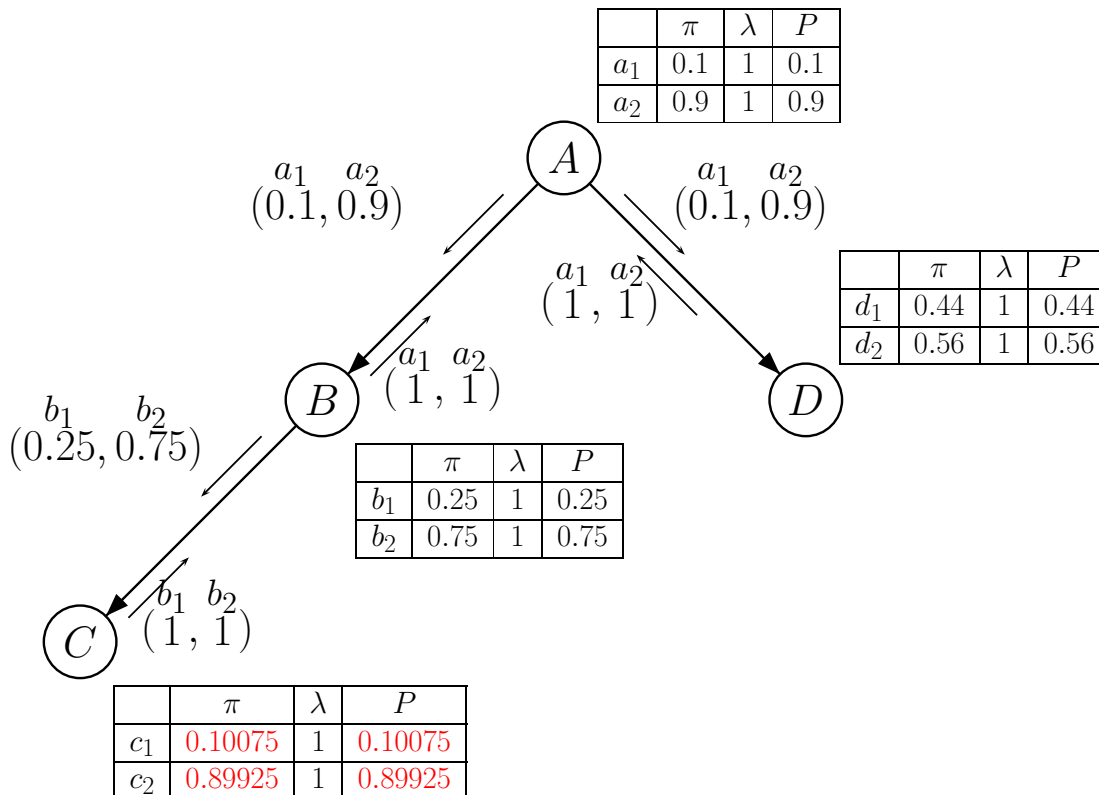 π λ P
a1 0.1 1 0.1
a2 0.9 1 0.9
A
a1 a2
(0.1, 0.9)
a1 a2
(0.1, 0.9)
a1 a2
(1, 1)
π λ P
d1 0.44 1 0.44
d2 0.56 1 0.56
a1 a2
(1, 1)
B
D
b1 b2
(0.25, 0.75)
π λ P
b1 0.25 1 0.25
b2 0.75 1 0.75
b1 b2
(1, 1)
C
π λ P
c1 0.10075 1 0.10075
c2 0.89925 1 0.89925